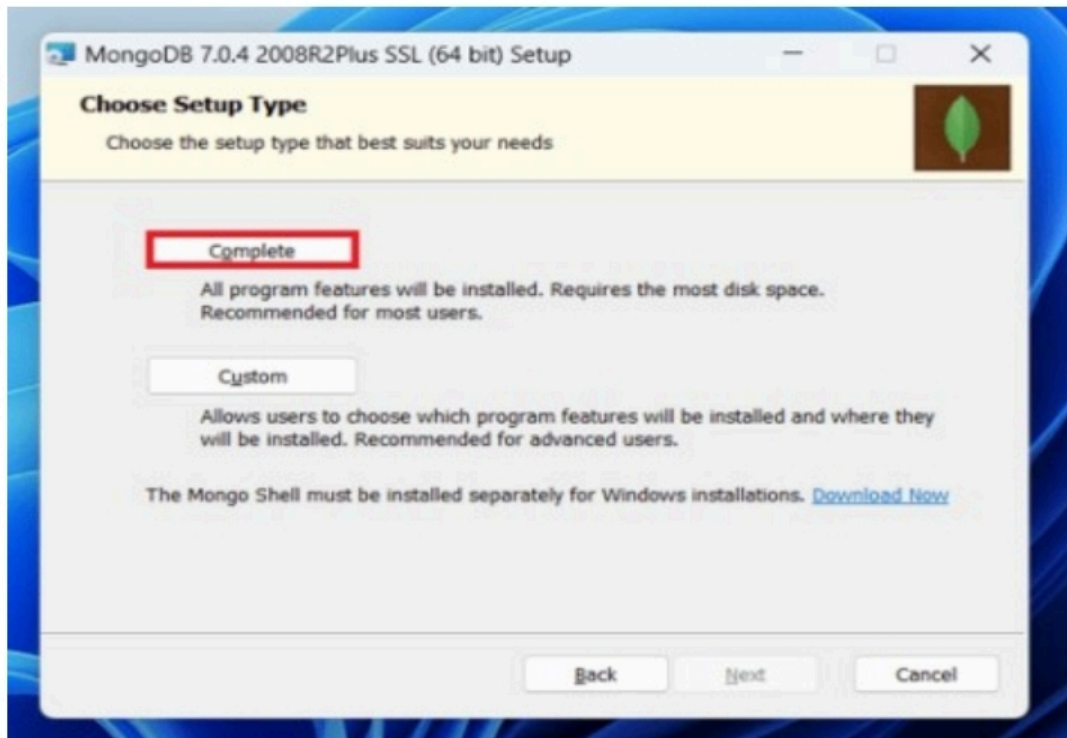 MongoDB 7.0.4 2008R2Plus SSL (64 bit) Setup
Choose Setup Type
Choose the setup type that best suits your needs
Complete
All program features will be installed. Requires the most disk space.
Recommended for most users.
Custom
Allows users to choose which program features will be installed and where they
will be installed. Recommended for advanced users.
The Mongo Shell must be installed separately for Windows installations. Download Now
Back Next Cancel